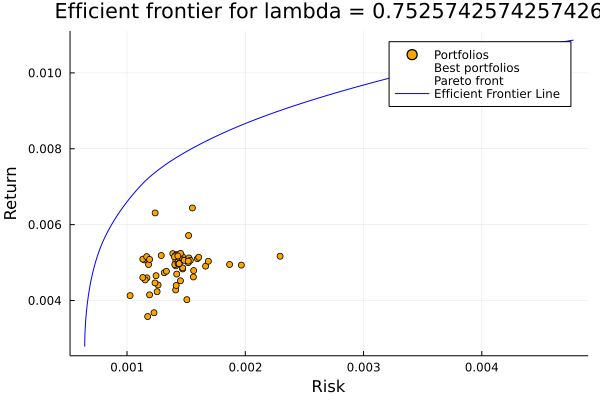 Efficient frontier for lambda = 0.7525742574257426
Portfolios
Best portfolios
Pareto front
Efficient Frontier Line
0.010
0.008
0.006
0.004
Return
0.001
0.002
0.003
0.004
Risk